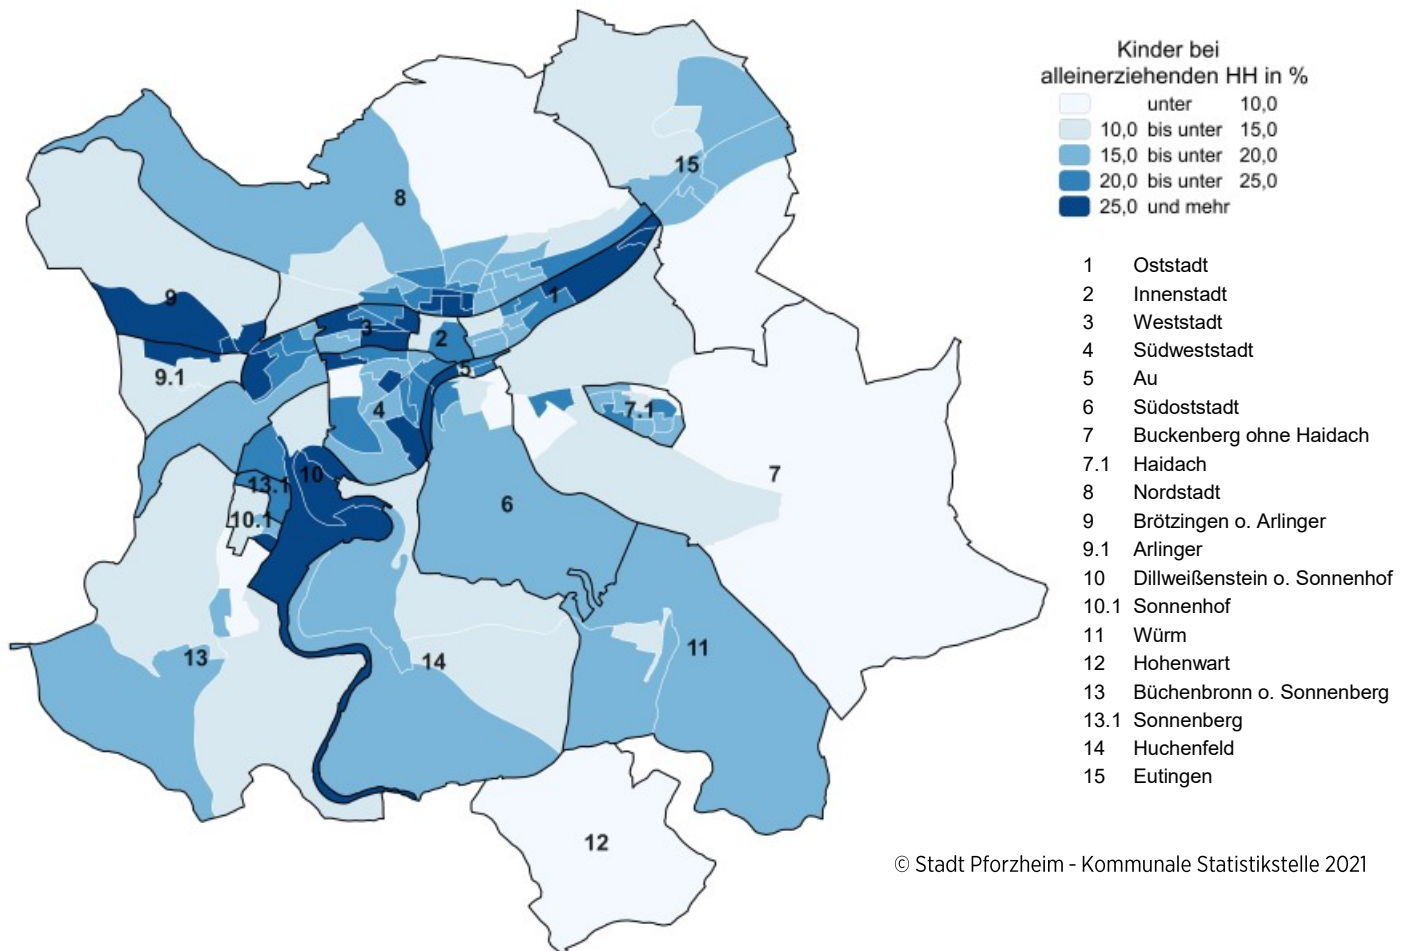 Kinder bei
alleinerziehenden HH in %
unter 10,0
10,0 bis unter 15,0
15,0 bis unter 20,0
20,0 bis unter 25,0
25,0 und mehr
1 Oststadt
2 Innenstadt
3 Weststadt
4 Südweststadt
5 Au
6 Südoststadt
7 Buckenberg ohne Haidach
7.1 Haidach
8 Nordstadt
9 Brötzingen o. Arlinger
9.1 Arlinger
10 Dillweißenstein o. Sonnenhof
10.1 Sonnenhof
11 Würm
12 Hohenwart
13 Büchenbronn o. Sonnenberg
13.1 Sonnenberg
14 Huchenfeld
15 Eutingen
© Stadt Pforzheim - Kommunale Statistikstelle 2021
15
8
9
1
3
2
5
9.1
4
7.1
10
7
13.1
6
10.1
11
13
14
12